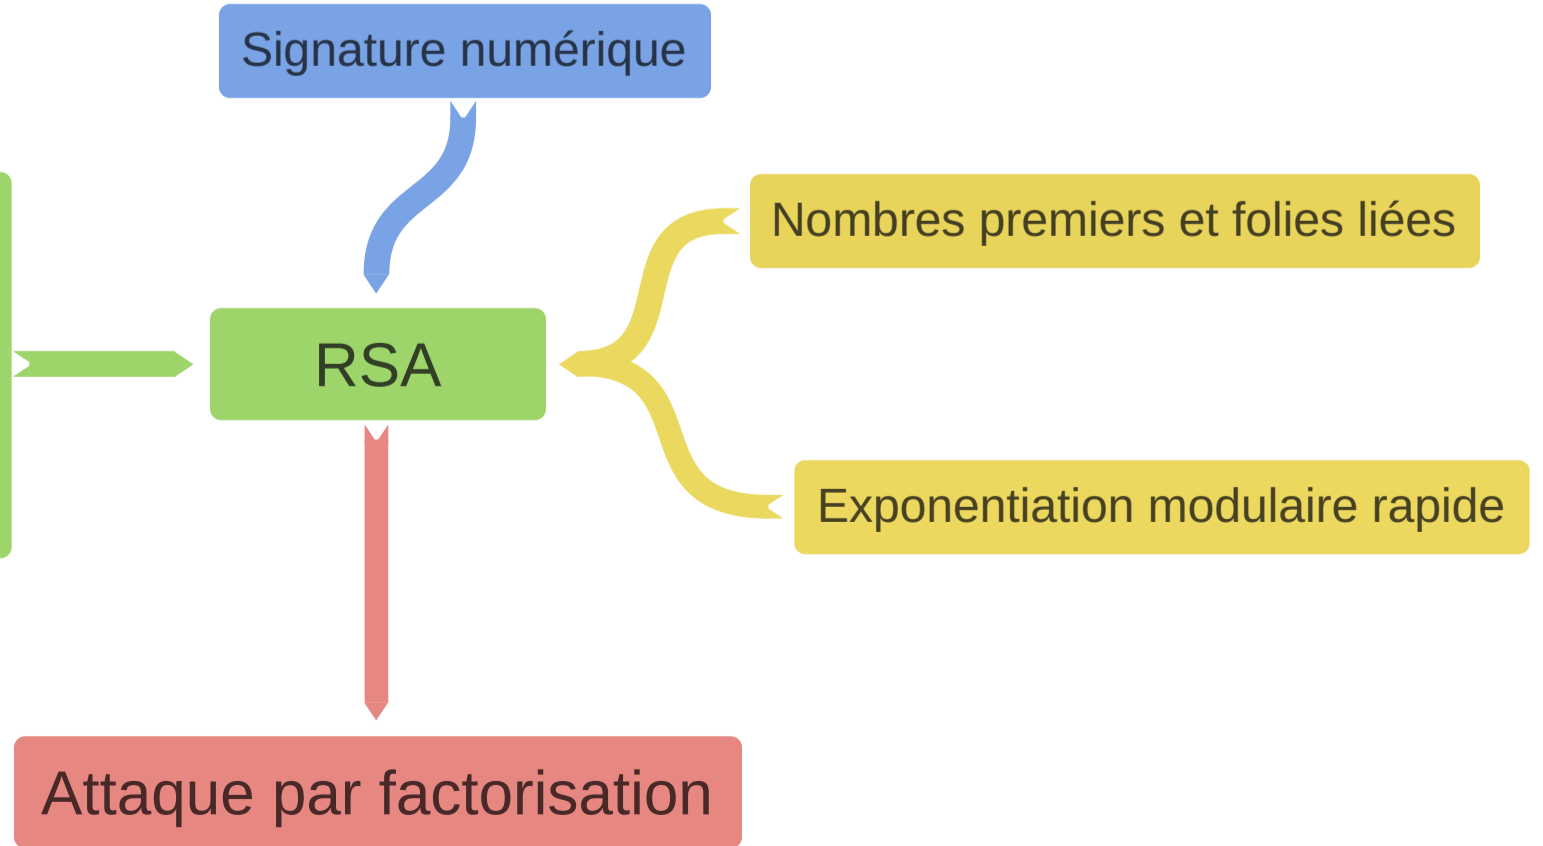 Signature numérique
Nombres premiers et folies liées
RSA
Exponentiation modulaire rapide
Attaque par factorisation